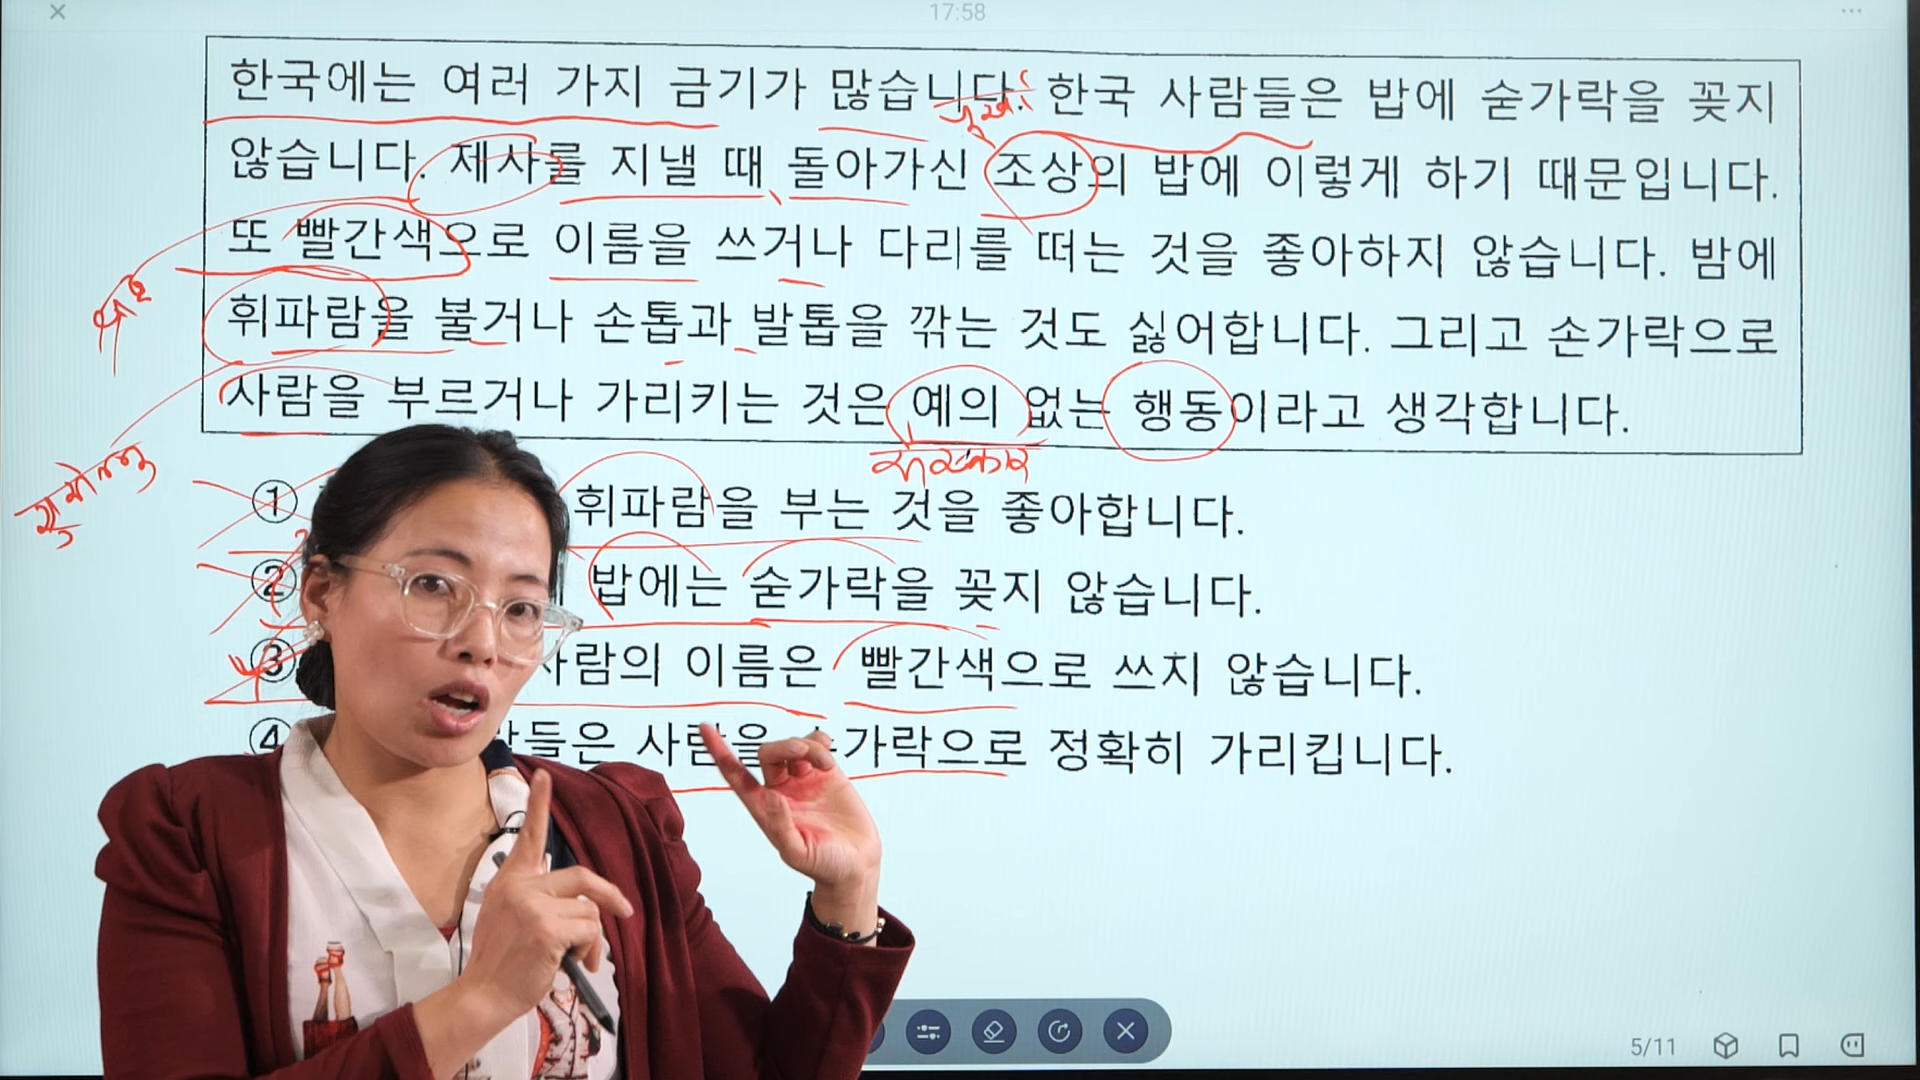 17:58
한국에는 여러 가지 금기가 많습니다. 한국 사람들은 밥에 숟가락을 꽂지
않습니다. 제사를 지낼 때 돌아가신 조상의 밥에 이렇게 하기 때문입니다.
또 빨간색으로 이름을 쓰거나 다리를 떠는 것을 좋아하지 않습니다. 밤에
휘파람을 불거나 손톱과 발톱을 깎는 것도 싫어합니다. 그리고 손가락으로
사람을 부르거나 가리키는 것은 예의 없는 행동이라고 생각합니다.
① 휘파람을 부는 것을 좋아합니다.
② 밥에는 숟가락을 꽂지 않습니다.
③ 사람의 이름은 빨간색으로 쓰지 않습니다.
④ 사람을 정확히 가리킵니다.
5/11